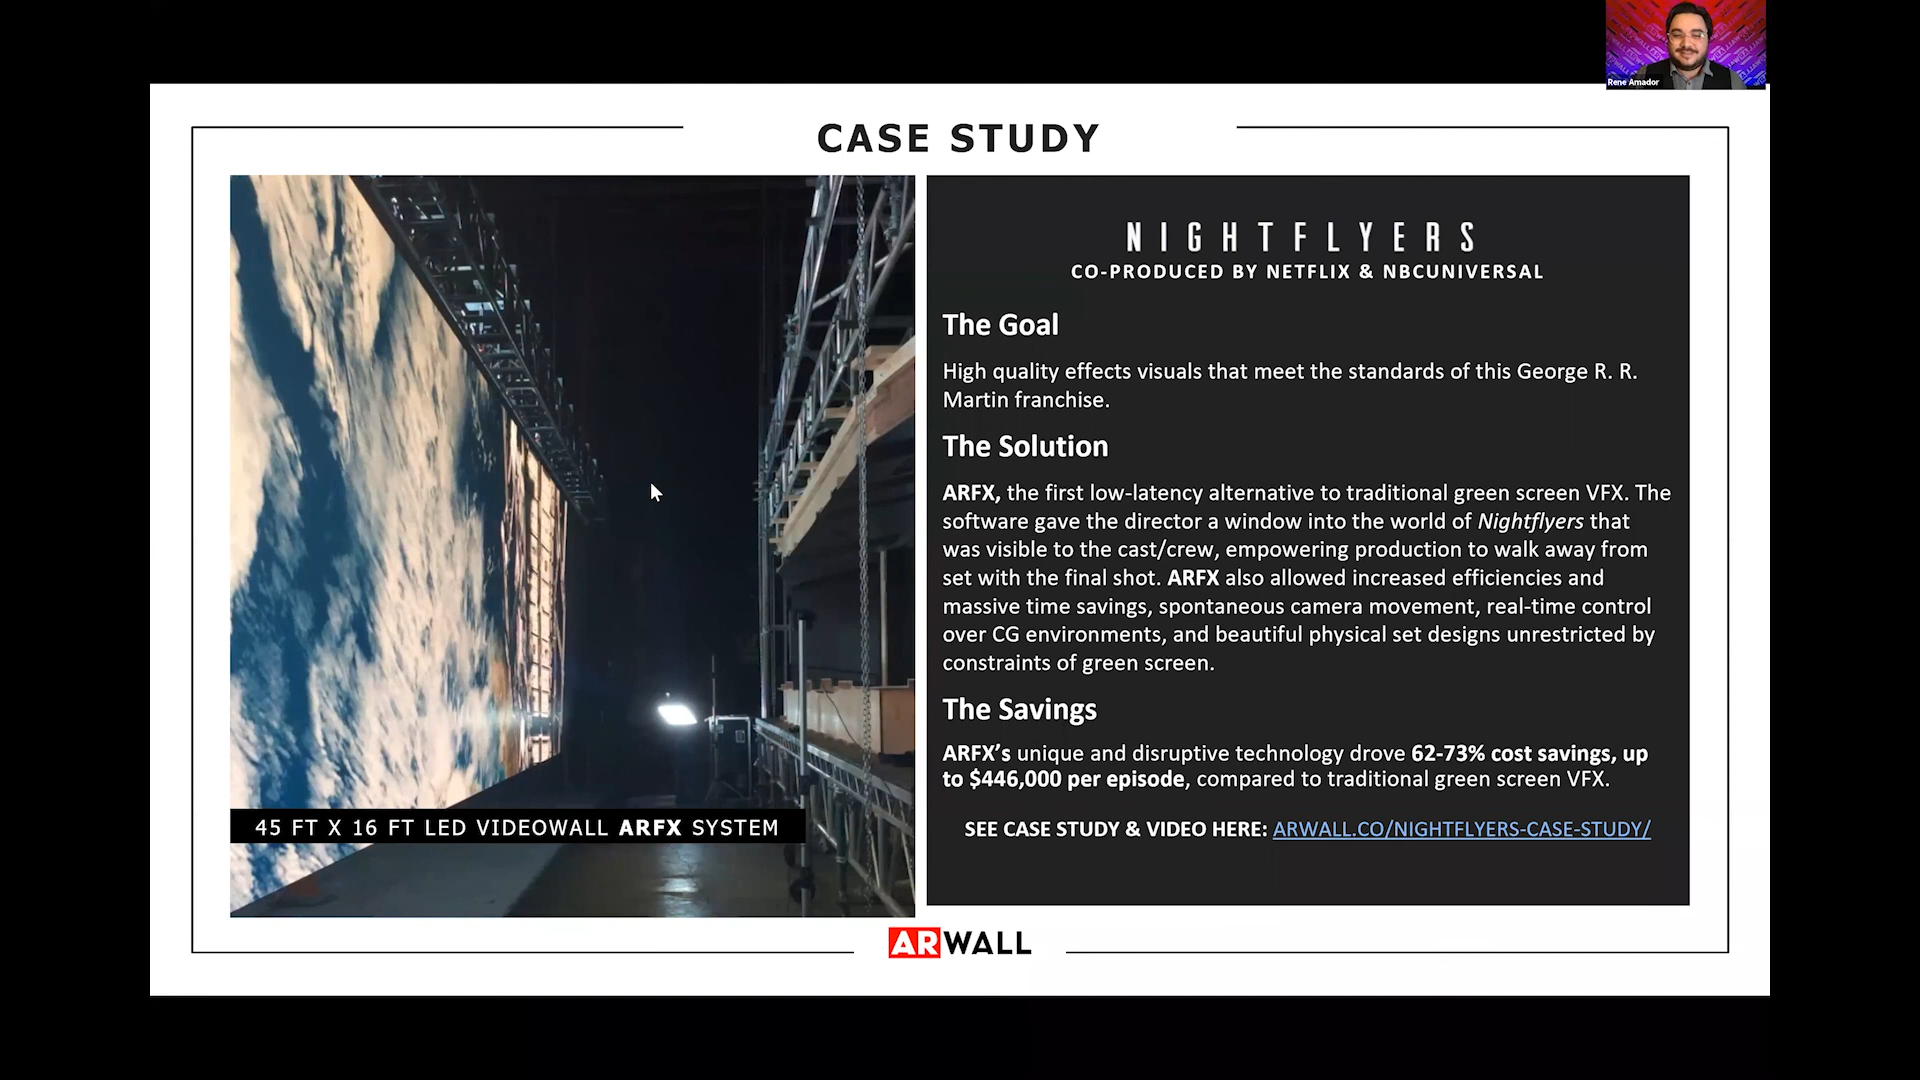 Rene Amador
CASE STUDY
NIGHTFLYERS
CO-PRODUCED BY NETFLIX & NBCUNIVERSAL
The Goal
High quality effects visuals that meet the standards of this George R. R.
Martin franchise.
The Solution
ARFX, the first low-latency alternative to traditional green screen VFX. The
software gave the director a window into the world of Nightflyers that
was visible to the cast/crew, empowering production to walk away from
set with the final shot. ARFX also allowed increased efficiencies and
massive time savings, spontaneous camera movement, real-time control
over CG environments, and beautiful physical set designs unrestricted by
constraints of green screen.
The Savings
ARFX’s unique and disruptive technology drove 62-73% cost savings, up
to $446,000 per episode, compared to traditional green screen VFX.
SEE CASE STUDY & VIDEO HERE: ARWALL.CO/NIGHTFLYERS-CASE-STUDY/
45 FT X 16 FT LED VIDEOWALL ARFX SYSTEM
ARWALL